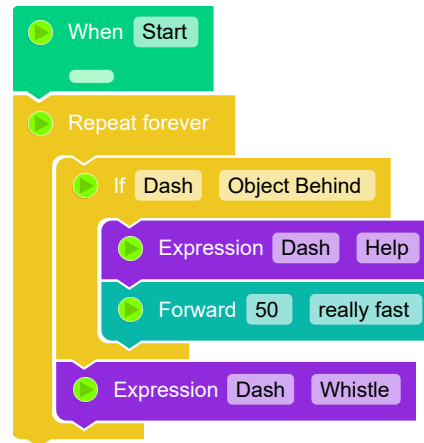 When Start
Repeat forever
If Dash Object Behind
Expression Dash Help
Forward 50 really fast
Expression Dash Whistle